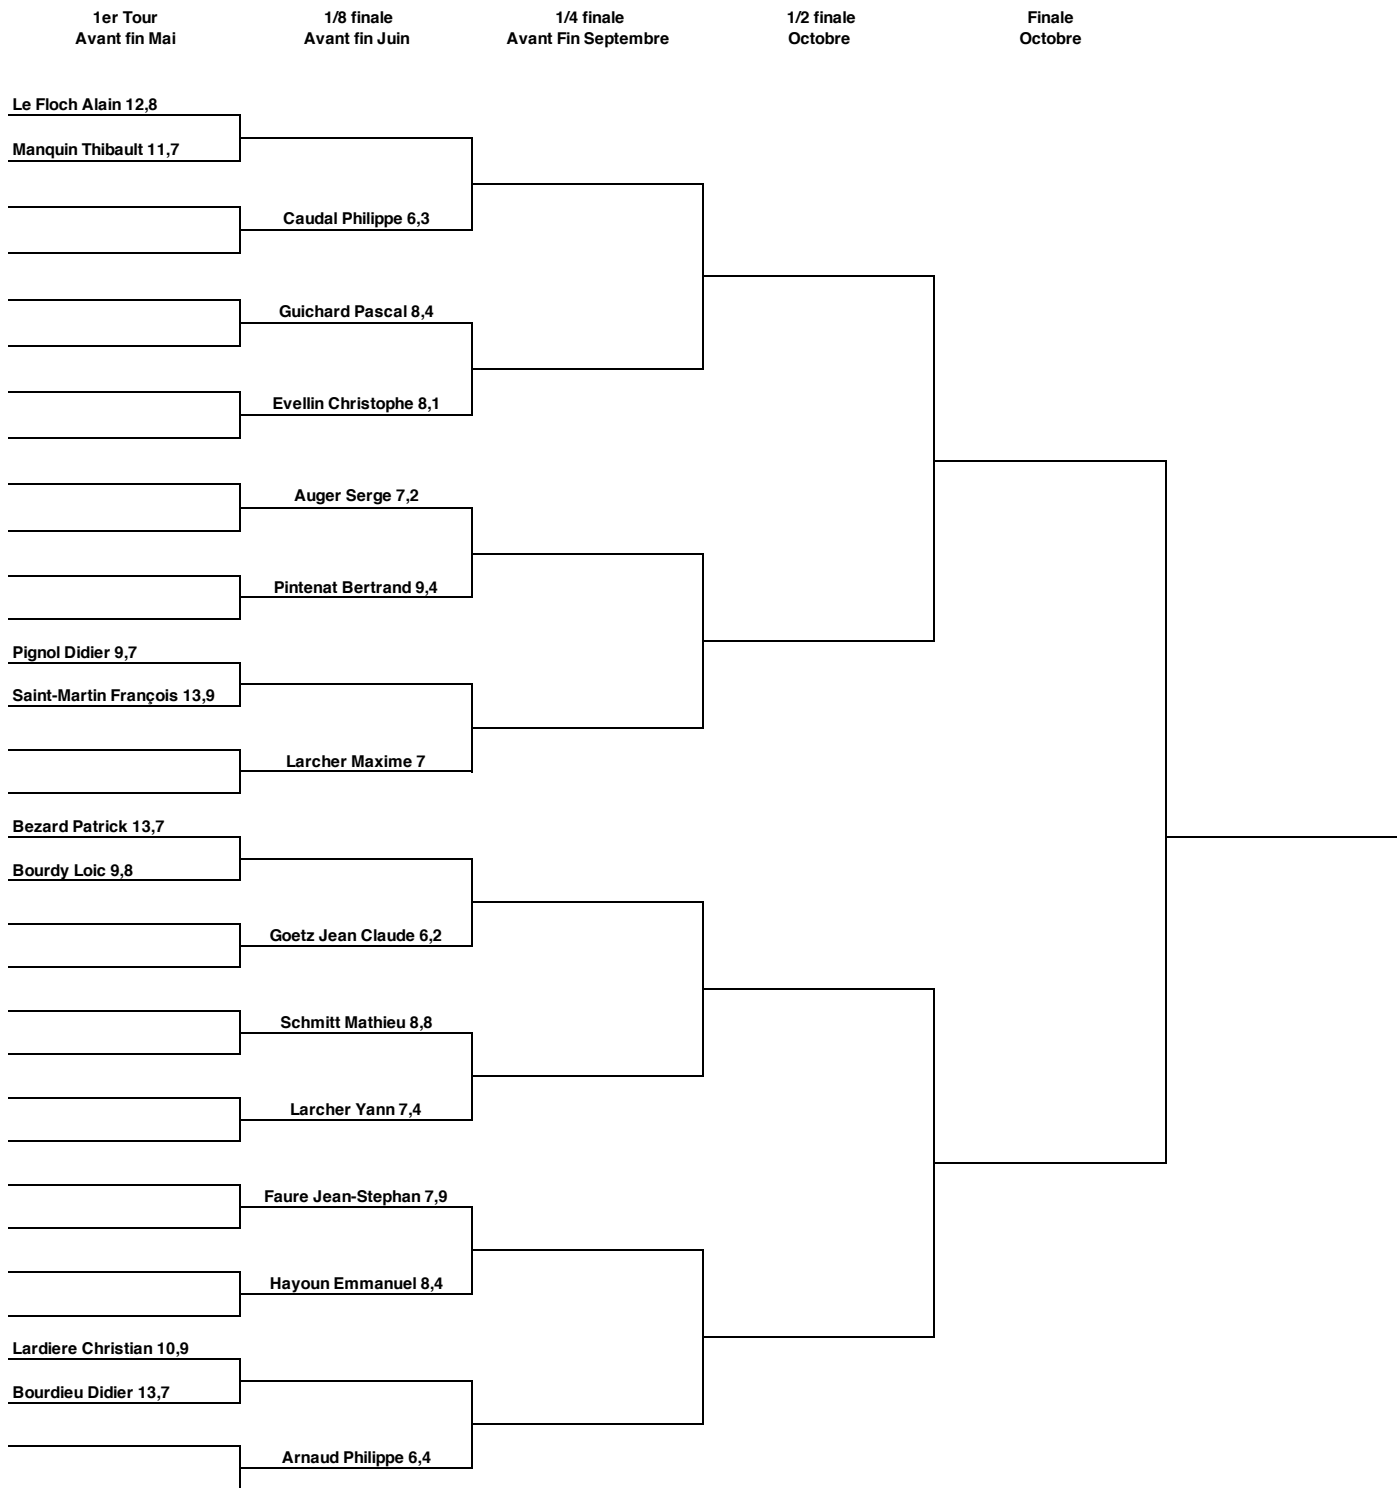 1er Tour
Avant fin Mai
1/8 finale
Avant fin Juin
1/4 finale
Avant Fin Septembre
1/2 finale
Octobre
Finale
Octobre
Le Floch Alain 12,8
Manquin Thibault 11,7
Caudal Philippe 6,3
Guichard Pascal 8,4
Evellin Christophe 8,1
Auger Serge 7,2
Pintenat Bertrand 9,4
Pignol Didier 9,7
Saint-Martin François 13,9
Larcher Maxime 7
Bezard Patrick 13,7
Bourdy Loic 9,8
Goetz Jean Claude 6,2
Schmitt Mathieu 8,8
Larcher Yann 7,4
Faure Jean-Stephan 7,9
Hayoun Emmanuel 8,4
Lardiere Christian 10,9
Bourdieu Didier 13,7
Arnaud Philippe 6,4